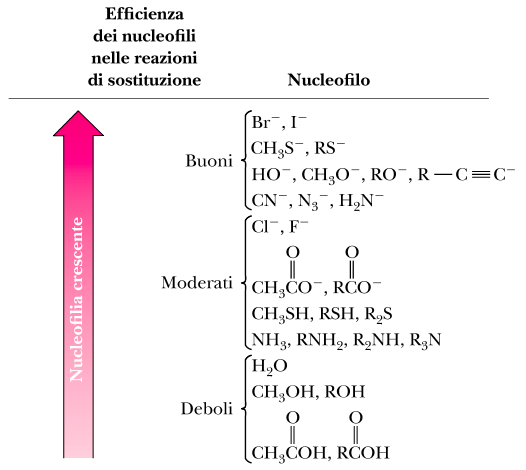 Efficienza
dei nucleofili
nelle reazioni
di sostituzione
Nucleofilo
Nucleofilia crescente
Buoni
Br⁻, I⁻
CH₃S⁻, RS⁻
HO⁻, CH₃O⁻, RO⁻, R—C≡C⁻
CN⁻, N₃⁻, H₂N⁻
Moderati
Cl⁻, F⁻
O O
CH₃CO⁻, RCO⁻
CH₃SH, RSH, R₂S
NH₃, RNH₂, R₂NH, R₃N
Deboli
H₂O
CH₃OH, ROH
O O
CH₃COH, RCOH